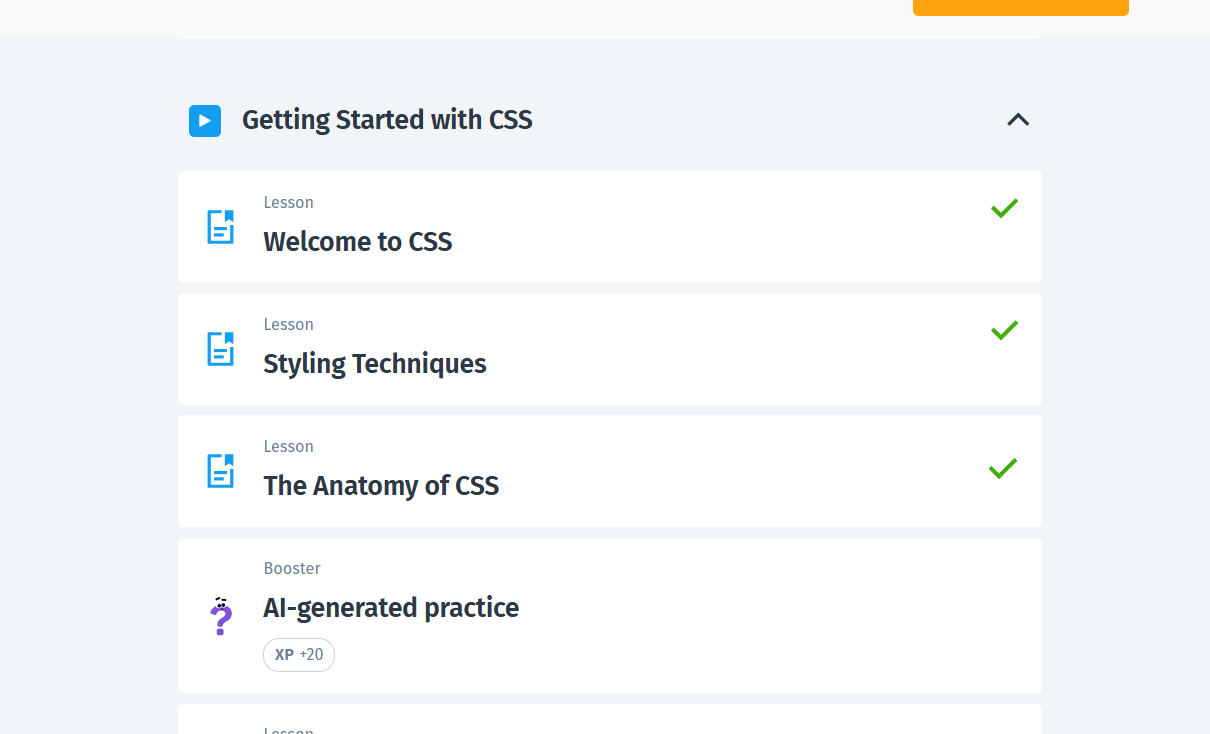 Getting Started with CSS
Lesson
Welcome to CSS
Lesson
Styling Techniques
Lesson
The Anatomy of CSS
Booster
AI-generated practice
XP +20
Lesson